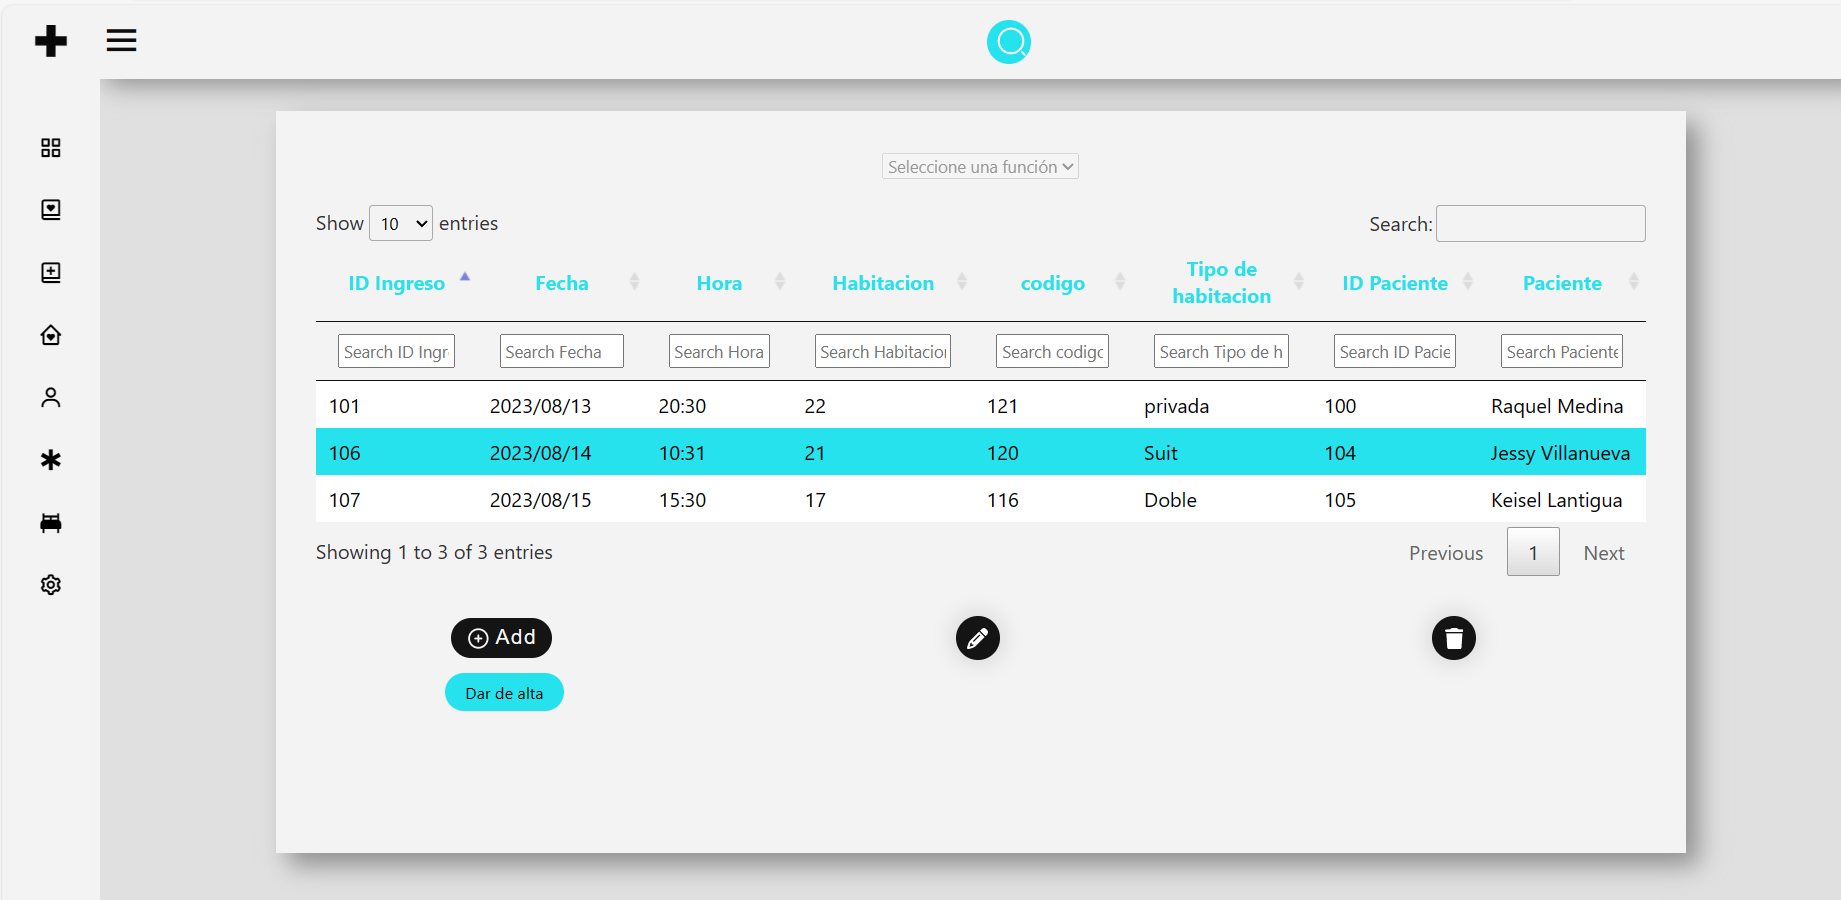 Seleccione una función
Show 10 entries
Search:
ID Ingreso Fecha Hora Habitacion codigo Tipo de habitacion ID Paciente Paciente
Search ID Ingr Search Fecha Search Hora Search Habitacion Search codigo Search Tipo de h Search ID Pacie Search Paciente
101 2023/08/13 20:30 22 121 privada 100 Raquel Medina
106 2023/08/14 10:31 21 120 Suit 104 Jessy Villanueva
107 2023/08/15 15:30 17 116 Doble 105 Keisel Lantigua
Showing 1 to 3 of 3 entries
Previous 1 Next
Add
Dar de alta